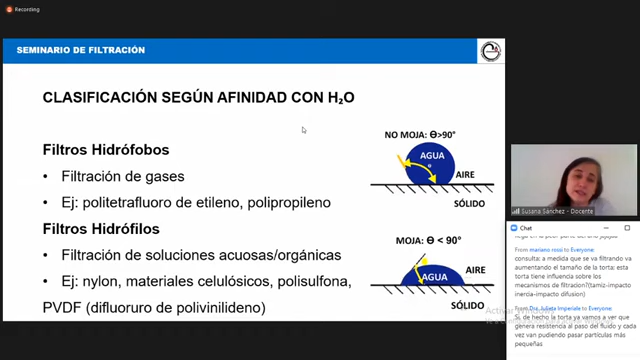 Recording
SEMINARIO DE FILTRACIÓN
CLASIFICACIÓN SEGÚN AFINIDAD CON H₂O
Filtros Hidrófobos
• Filtración de gases
• Ej: politetrafluoro de etileno, polipropileno
Filtros Hidrófilos
• Filtración de soluciones acuosas/orgánicas
• Ej: nylon, materiales celulósicos, polisulfona,
PVDF (difluoruro de polivinilideno)
NO MOJA: Ө>90°
AGUA
Ө
AIRE
SÓLIDO
MOJA: Ө < 90°
AGUA
AIRE
SÓLIDO
Activar Windows
Susana Sánchez - Docente
Chat
From mariano rossi to Everyone:
consulta: a medida que se va filtrando va
aumentando el tamaño de la torta: esta
torta tiene influencia sobre los
mecanismos de filtracion?(tamiz-impacto
inercia-impacto difusion)
From Dra. Julieta Imperiale to Everyone:
Si, de hecho la torta ya vamos a ver que
genera resistencia al paso del fluido y cada
vez van pudiendo pasar partículas más
pequeñas